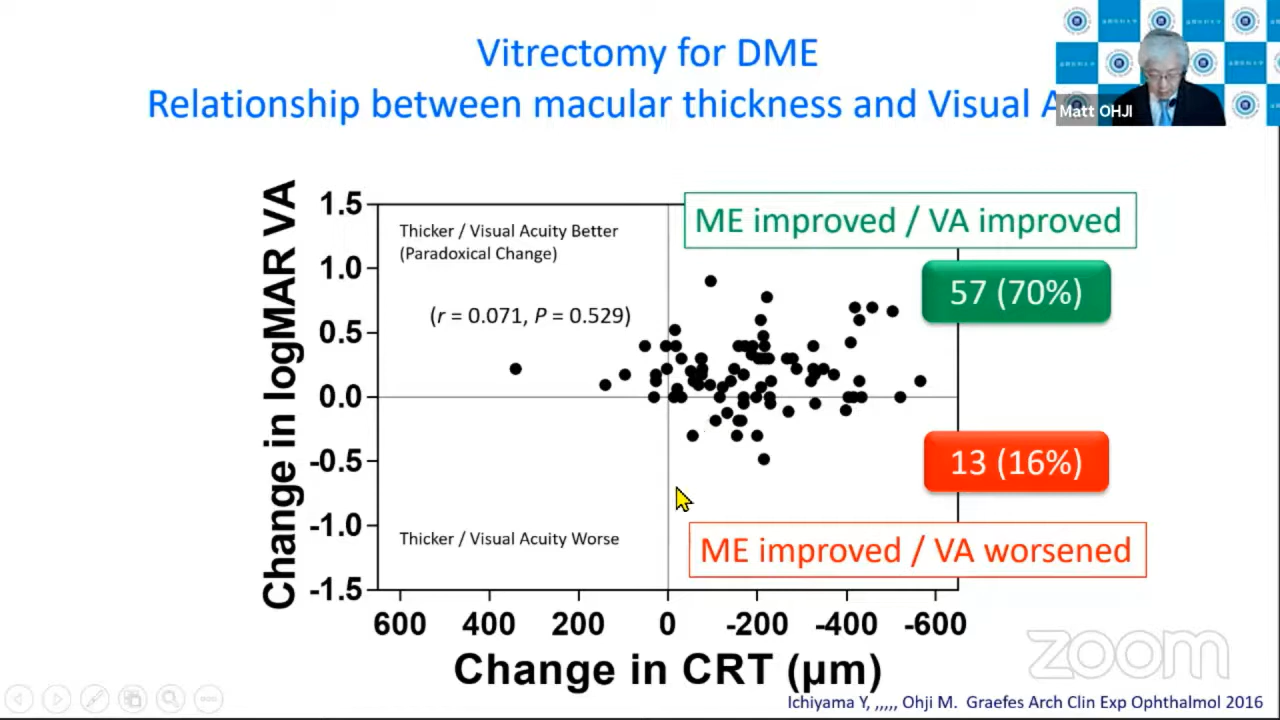 Vitrectomy for DME
Relationship between macular thickness and Visual A
Matt OHJI
Change in logMAR VA
1.5
1.0
0.5
0.0
-0.5
-1.0
-1.5
Thicker / Visual Acuity Better
(Paradoxical Change)
(r = 0.071, P = 0.529)
ME improved / VA improved
57 (70%)
13 (16%)
Thicker / Visual Acuity Worse
ME improved / VA worsened
600 400 200 0 -200 -400 -600
Change in CRT (μm)
zoom
Ichiyama Y, ,,,,, Ohji M. Graefes Arch Clin Exp Ophthalmol 2016